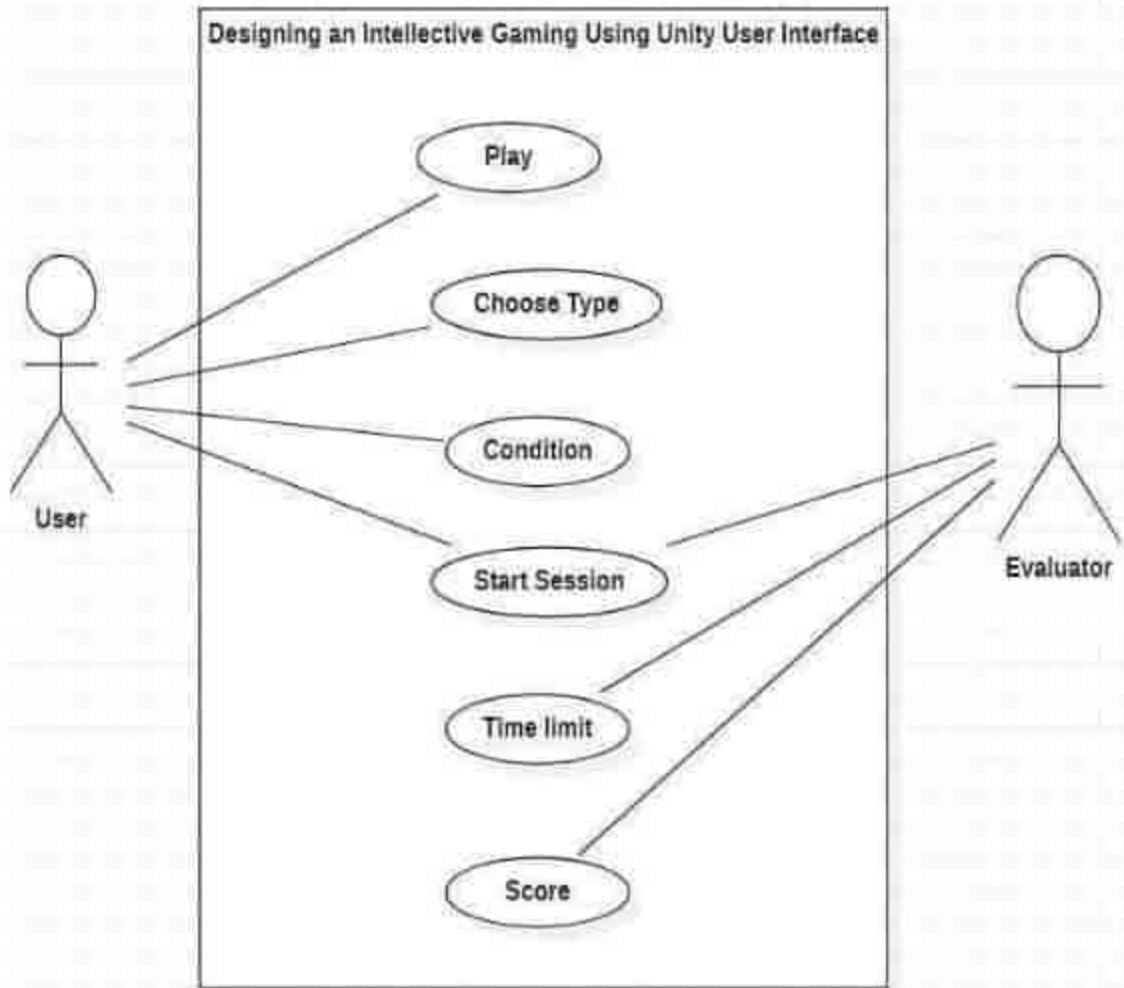 Designing an Intellective Gaming Using Unity User Interface
Play
Choose Type
Condition
User
Start Session
Evaluator
Time limit
Score